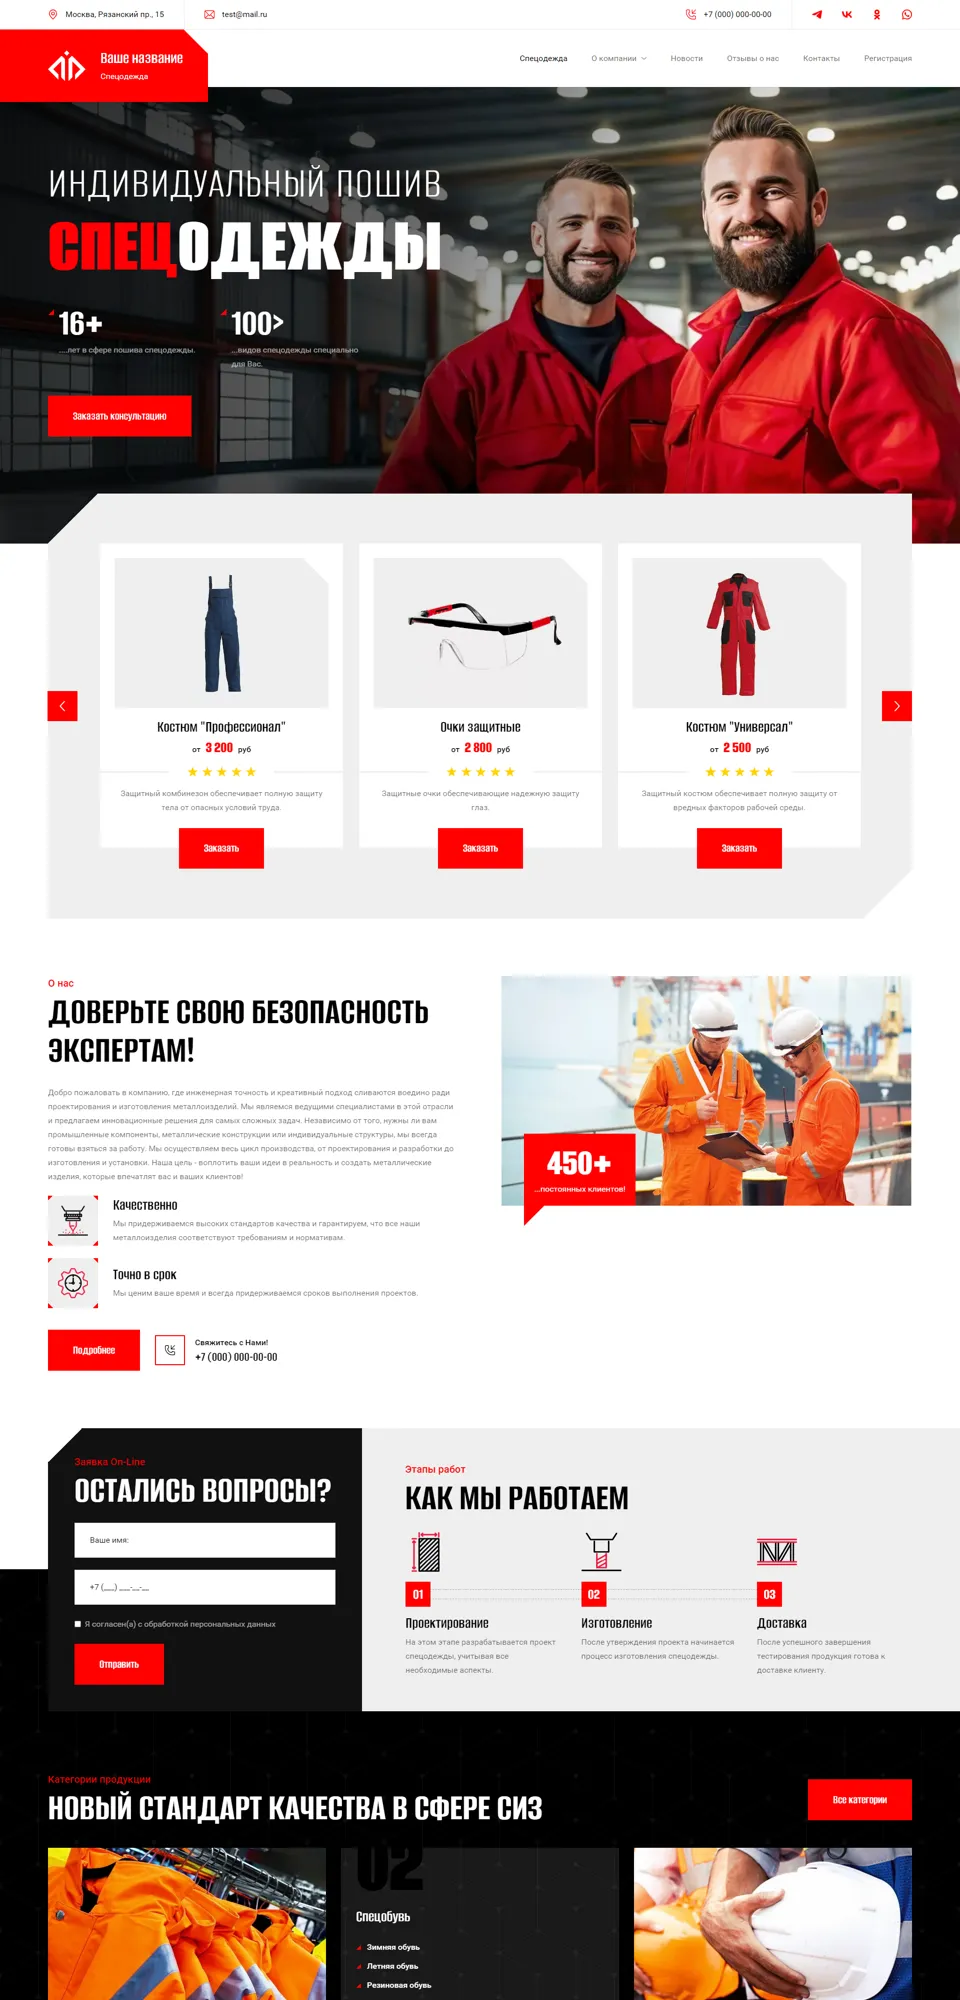 Москва, Рязанский пр., 15
test@mail.ru
+7 (000) 000-00-00
Ваше название
Спецодежда
Спецодежда
О компании
Новости
Отзывы о нас
Контакты
Регистрация
ИНДИВИДУАЛЬНЫЙ ПОШИВ
СПЕЦОДЕЖДЫ
16+
....лет в сфере пошива спецодежды.
100>
...видов спецодежды специально
для Вас.
Заказать консультацию
Костюм "Профессионал"
от 3 200 руб
Защитный комбинезон обеспечивает полную защиту
тела от опасных условий труда.
Заказать
Очки защитные
от 2 800 руб
Защитные очки обеспечивающие надежную защиту
глаз.
Заказать
Костюм "Универсал"
от 2 500 руб
Защитный костюм обеспечивает полную защиту от
вредных факторов рабочей среды.
Заказать
О нас
ДОВЕРЬТЕ СВОЮ БЕЗОПАСНОСТЬ
ЭКСПЕРТАМ!
Добро пожаловать в компанию, где инженерная точность и креативный подход сливаются воедино ради
проектирования и изготовления металлоизделий. Мы являемся ведущими специалистами в этой отрасли
и предлагаем инновационные решения для самых сложных задач. Независимо от того, нужны ли вам
промышленные компоненты, металлические конструкции или индивидуальные структуры, мы всегда
готовы взяться за работу. Мы осуществляем весь цикл производства, от проектирования и разработки до
изготовления и установки. Наша цель - воплотить ваши идеи в реальность и создать металлические
изделия, которые впечатлят вас и ваших клиентов!
Качественно
Мы придерживаемся высоких стандартов качества и гарантируем, что все наши
металлоизделия соответствуют требованиям и нормативам.
Точно в срок
Мы ценим ваше время и всегда придерживаемся сроков выполнения проектов.
Подробнее
Свяжитесь с Нами!
+7 (000) 000-00-00
450+
...постоянных клиентов!
Заявка On-Line
ОСТАЛИСЬ ВОПРОСЫ?
Ваше имя:
+7 (___) ___-__-__
Я согласен(а) с обработкой персональных данных
Отправить
Этапы работ
КАК МЫ РАБОТАЕМ
01
Проектирование
На этом этапе разрабатывается проект
спецодежды, учитывая все
необходимые аспекты.
02
Изготовление
После утверждения проекта начинается
процесс изготовления спецодежды.
03
Доставка
После успешного завершения
тестирования продукция готова к
доставке клиенту.
Категории продукции
НОВЫЙ СТАНДАРТ КАЧЕСТВА В СФЕРЕ СИЗ
Все категории
02
Спецобувь
Зимняя обувь
Летняя обувь
Резиновая обувь